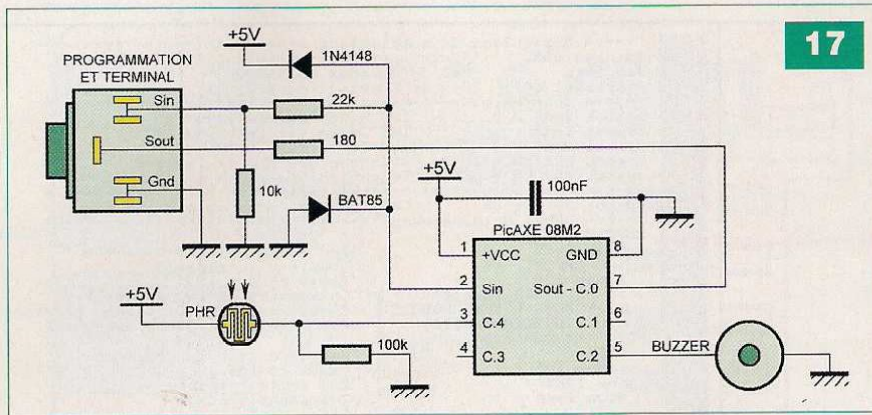 17
PROGRAMMATION
ET TERMINAL
Sin
Sout
Gnd
+5V
1N4148
22k
180
10k
BAT85
+5V
100nF
PicAXE 08M2
1 +VCC GND 8
2 Sin Sout - C.0 7
3 C.4 C.1 6
4 C.3 C.2 5
+5V
PHR
100k
BUZZER